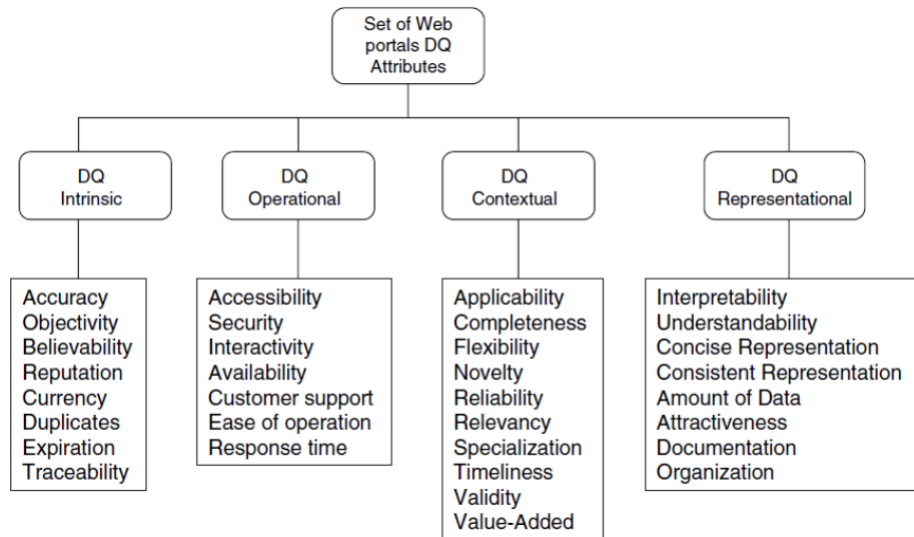 Set of Web
portals DQ
Attributes
DQ
Intrinsic
DQ
Operational
DQ
Contextual
DQ
Representational
Accuracy
Objectivity
Believability
Reputation
Currency
Duplicates
Expiration
Traceability
Accessibility
Security
Interactivity
Availability
Customer support
Ease of operation
Response time
Applicability
Completeness
Flexibility
Novelty
Reliability
Relevancy
Specialization
Timeliness
Validity
Value-Added
Interpretability
Understandability
Concise Representation
Consistent Representation
Amount of Data
Attractiveness
Documentation
Organization